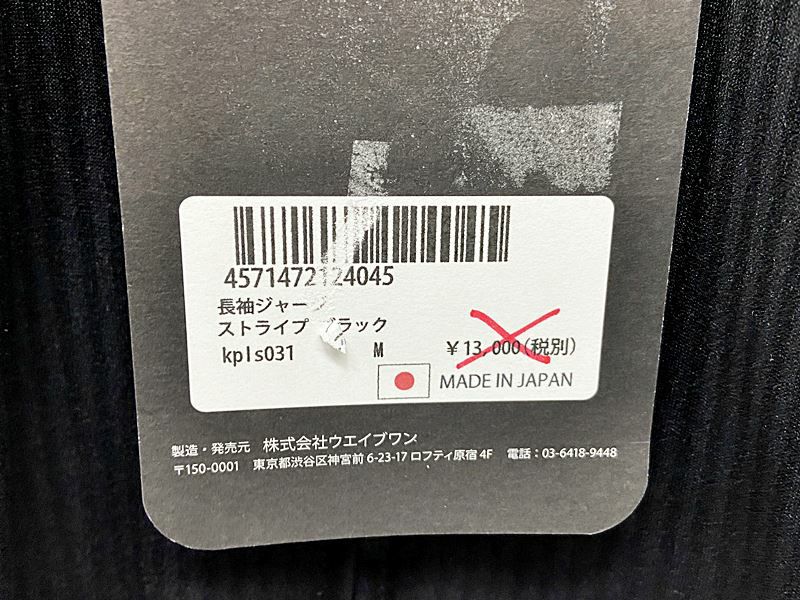 4571472124045
長袖ジャージ
ストライプ ブラック
kpls031 M ¥13,000(税別)
MADE IN JAPAN
製造・発売元 株式会社ウエイブワン
〒150-0001 東京都渋谷区神宮前 6-23-17 ロフティ原宿 4F 電話：03-6418-9448